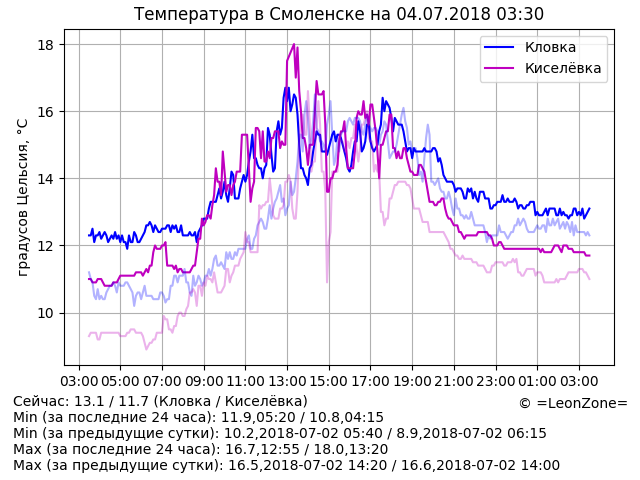 Температура в Смоленске на 04.07.2018 03:30
градусов Цельсия, °C
18
16
14
12
10
Кловка
Киселёвка
03:00 05:00 07:00 09:00 11:00 13:00 15:00 17:00 19:00 21:00 23:00 01:00 03:00
Сейчас: 13.1 / 11.7 (Кловка / Киселёвка)
© =LeonZone=
Min (за последние 24 часа): 11.9,05:20 / 10.8,04:15
Min (за предыдущие сутки): 10.2,2018-07-02 05:40 / 8.9,2018-07-02 06:15
Max (за последние 24 часа): 16.7,12:55 / 18.0,13:20
Max (за предыдущие сутки): 16.5,2018-07-02 14:20 / 16.6,2018-07-02 14:00